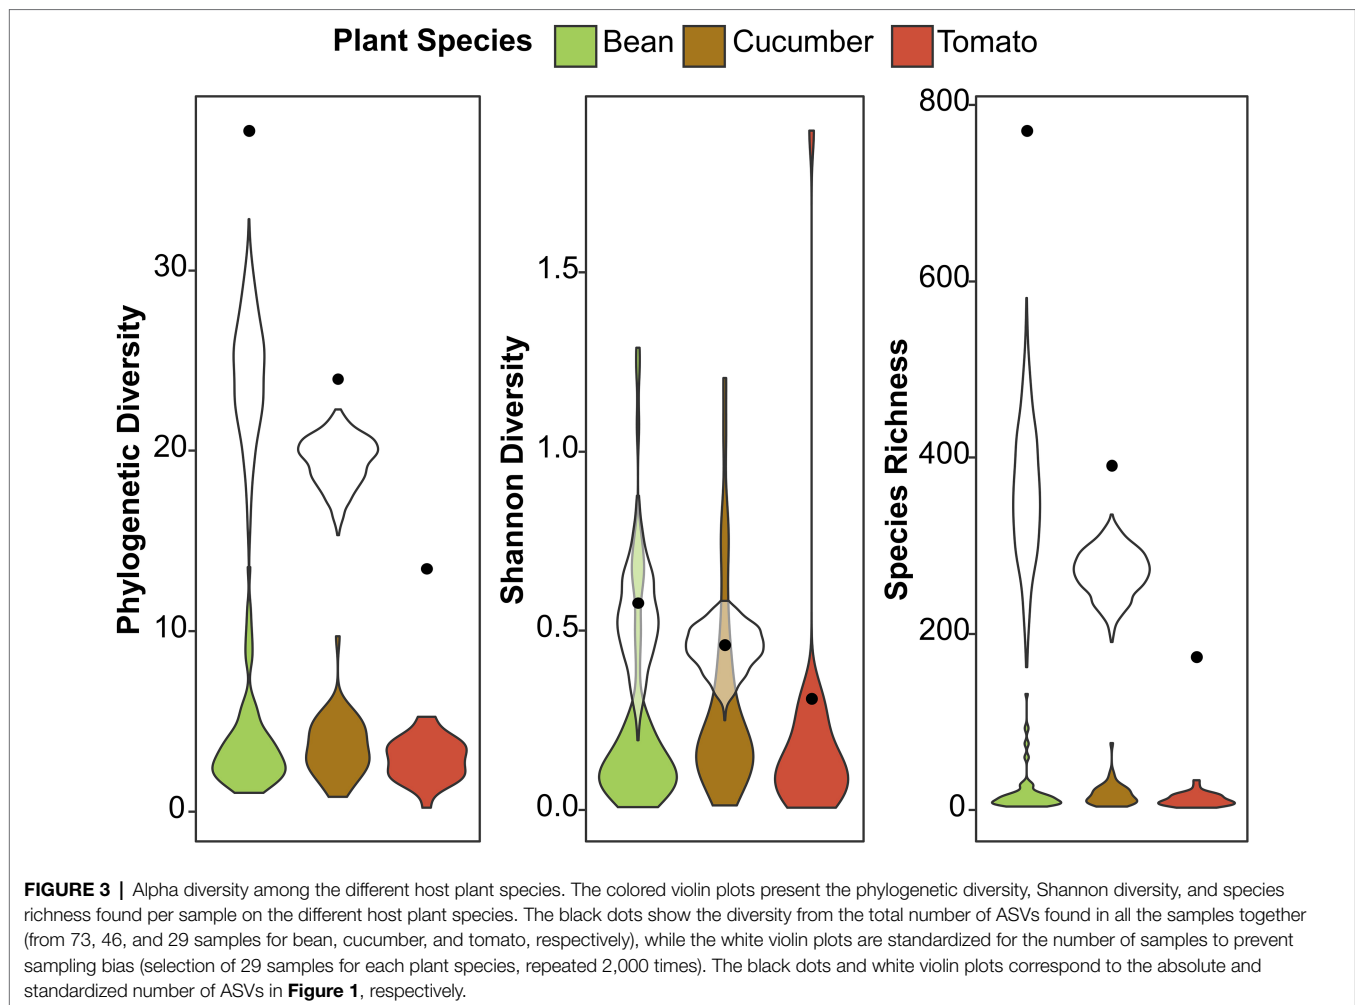 Plant Species Bean Cucumber Tomato
Phylogenetic Diversity
30
20
10
0
Shannon Diversity
1.5
1.0
0.5
0.0
Species Richness
800
600
400
200
0
FIGURE 3 | Alpha diversity among the different host plant species. The colored violin plots present the phylogenetic diversity, Shannon diversity, and species
richness found per sample on the different host plant species. The black dots show the diversity from the total number of ASVs found in all the samples together
(from 73, 46, and 29 samples for bean, cucumber, and tomato, respectively), while the white violin plots are standardized for the number of samples to prevent
sampling bias (selection of 29 samples for each plant species, repeated 2,000 times). The black dots and white violin plots correspond to the absolute and
standardized number of ASVs in Figure 1, respectively.